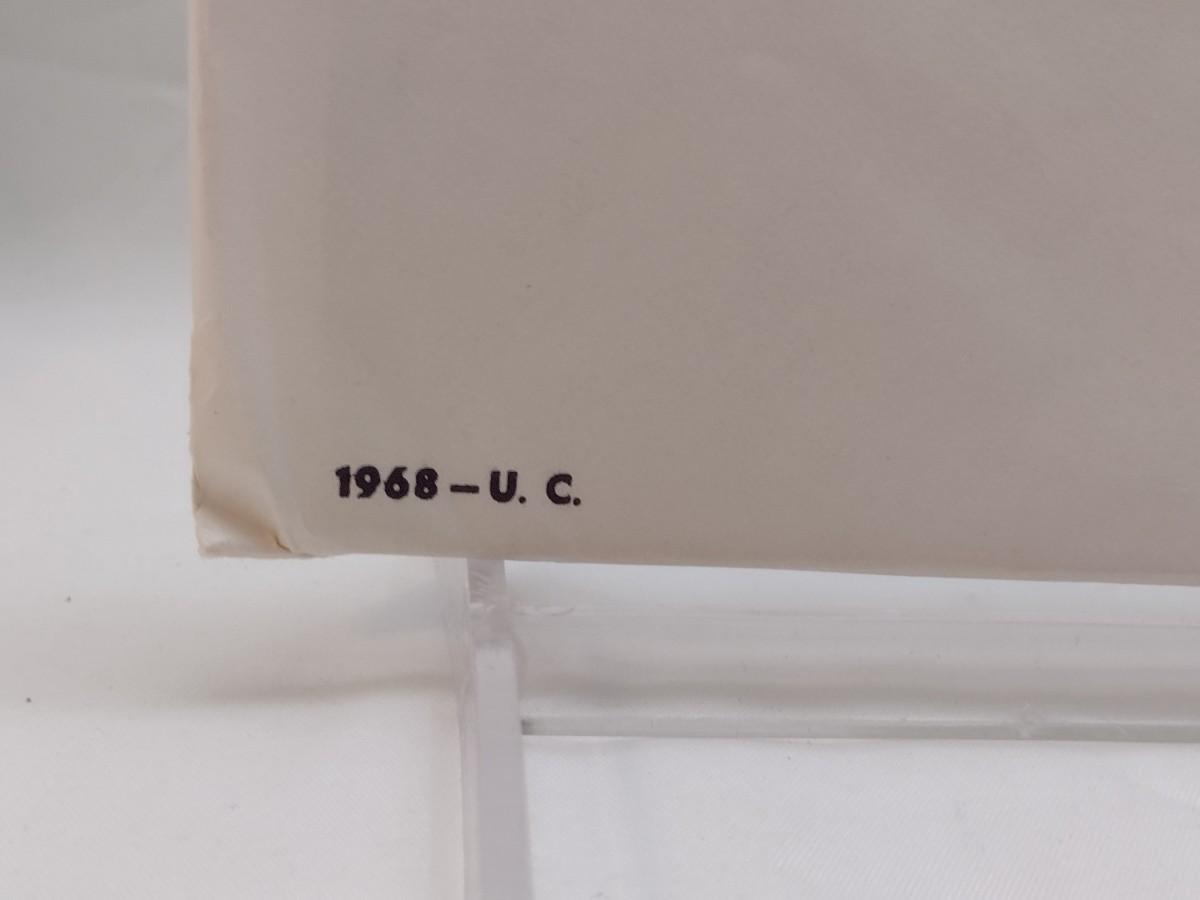 1968 – U. C.